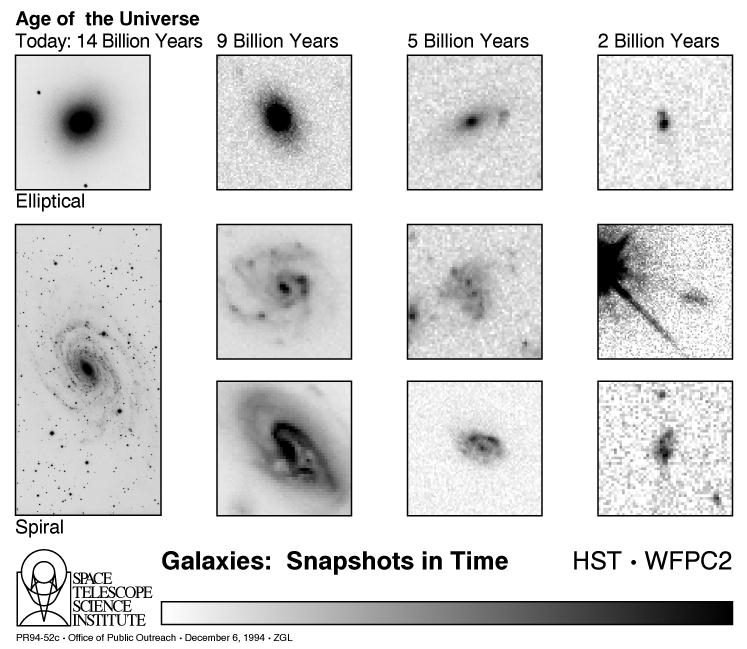 Age of the Universe
Today: 14 Billion Years 9 Billion Years 5 Billion Years 2 Billion Years
Elliptical
Spiral
Galaxies: Snapshots in Time HST · WFPC2
SPACE
TELESCOPE
SCIENCE
INSTITUTE
PR94-52c · Office of Public Outreach · December 6, 1994 · ZGL